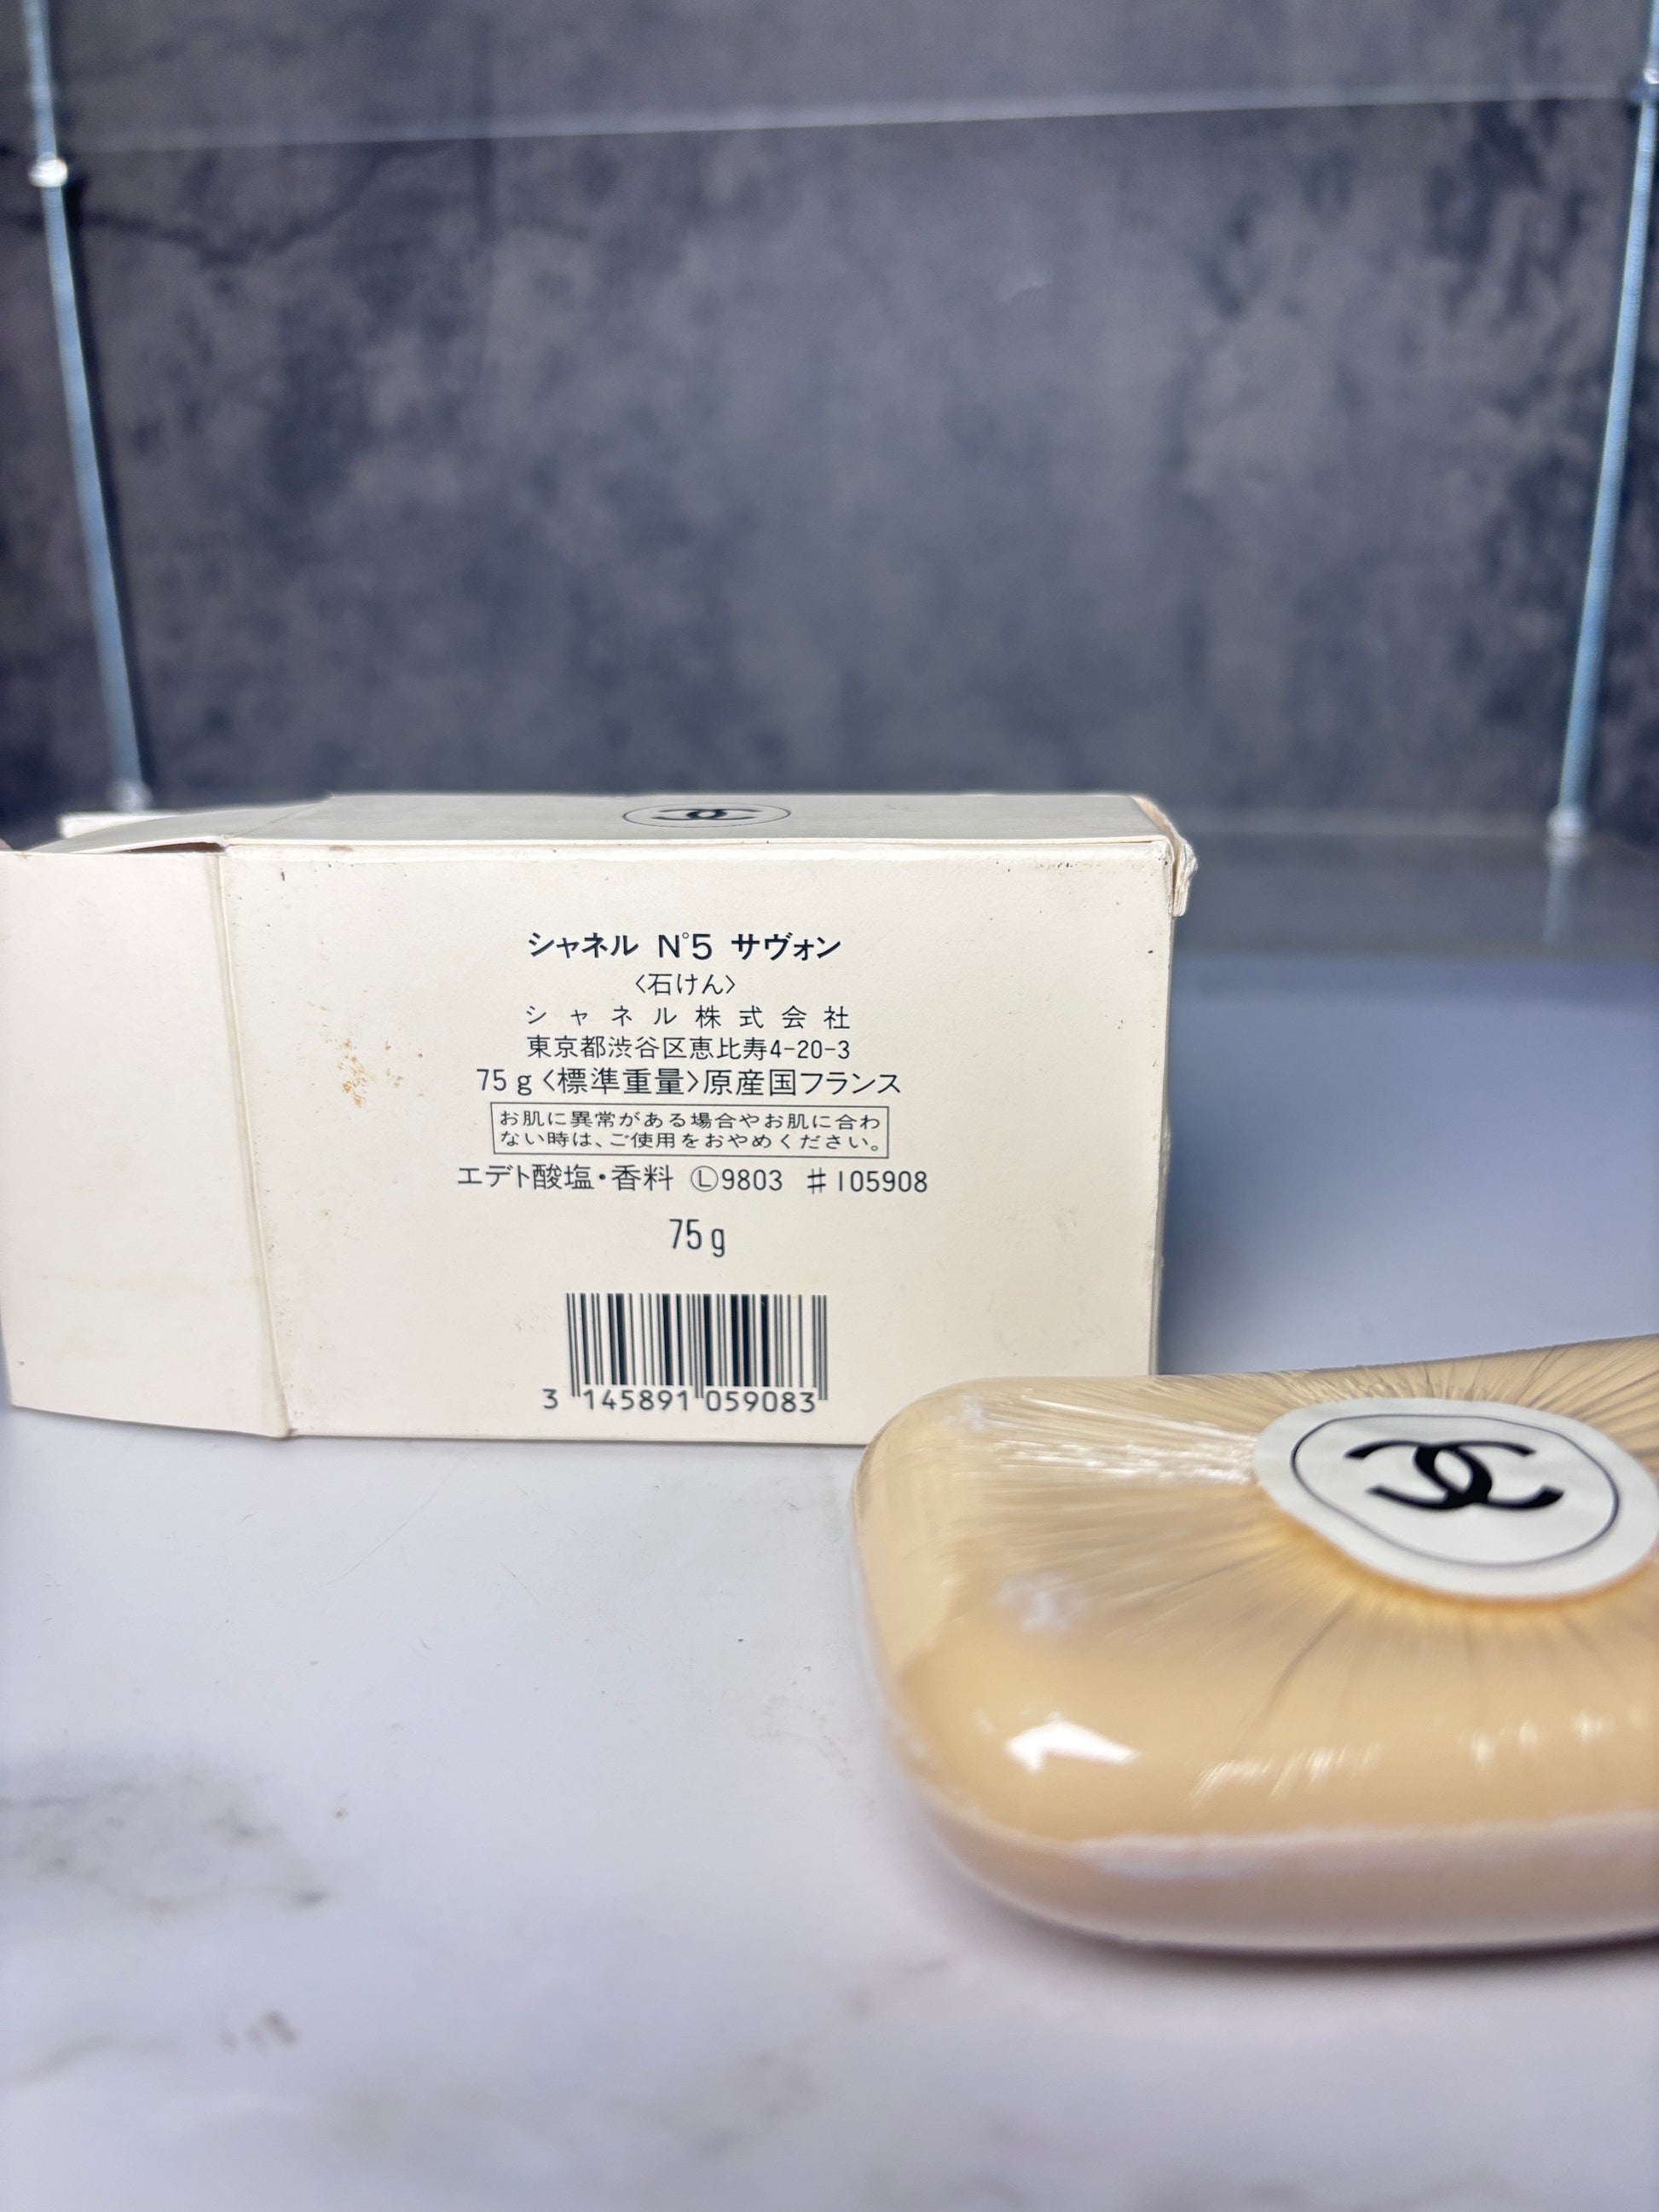 シャネル N°5 サヴォン
〈石けん〉
シャネル株式会社
東京都渋谷区恵比寿4-20-3
75g〈標準重量〉原産国フランス
お肌に異常がある場合やお肌に合わ
ない時は、ご使用をおやめください。
エデト酸塩・香料 Ⓛ9803 #105908
75g
3 145891 059083